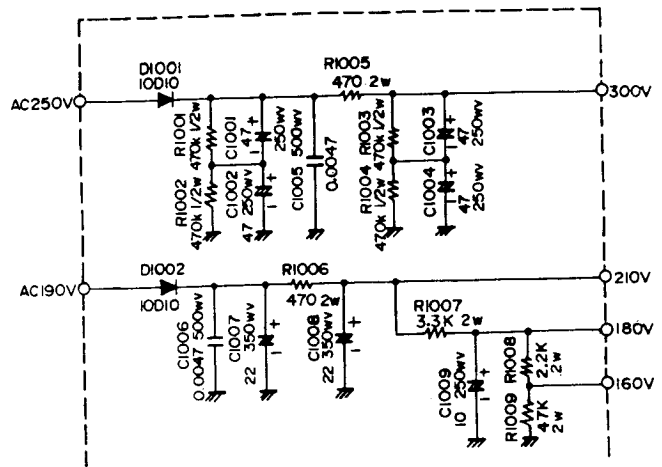 D1001
10D10
AC250V
R1001
470k 1/2w
R1002
470k 1/2w
C1001
47 250wv
+
-
C1002
47 250wv
+
-
C1005 500wv
0.0047
R1005
470 2w
R1003
470k 1/2w
R1004
470k 1/2w
C1003
47
250wv
+
-
C1004
47
250wv
+
-
300V
AC190V
D1002
10D10
C1006
0.0047 500wv
C1007
22 350wv
+
-
R1006
470 2w
C1008
22 350wv
+
-
210V
R1007
3.3K 2w
180V
C1009
10 250wv
+
-
R1008
2.2K
2w
160V
R1009
47K
2w